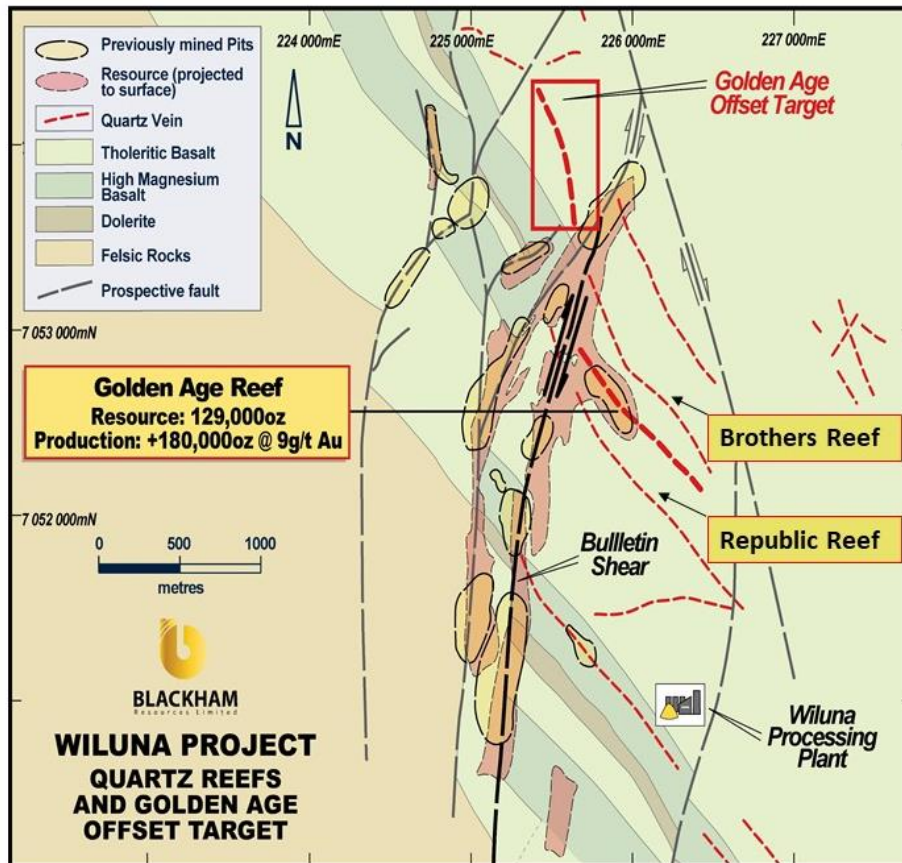 224 000mE
225 000mE
226 000mE
227 000mE
Previously mined Pits
Resource (projected
to surface)
Quartz Vein
Tholeritic Basalt
High Magnesium
Basalt
Dolerite
Felsic Rocks
Prospective fault
N
Golden Age
Offset Target
7 053 000mN
Golden Age Reef
Resource: 129,000oz
Production: +180,000oz @ 9g/t Au
Brothers Reef
Republic Reef
7 052 000mN
0 500 1000
metres
Bullletin
Shear
BLACKHAM
Resources Limited
WILUNA PROJECT
QUARTZ REEFS
AND GOLDEN AGE
OFFSET TARGET
Wiluna
Processing
Plant